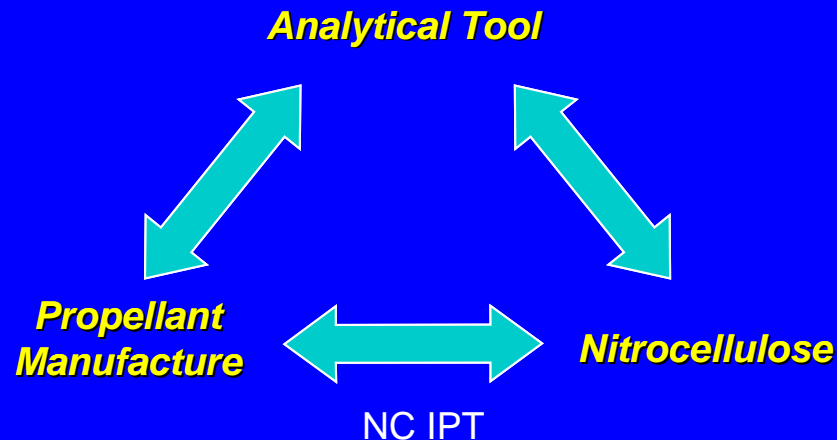 Analytical Tool
Propellant
Manufacture
Nitrocellulose
NC IPT